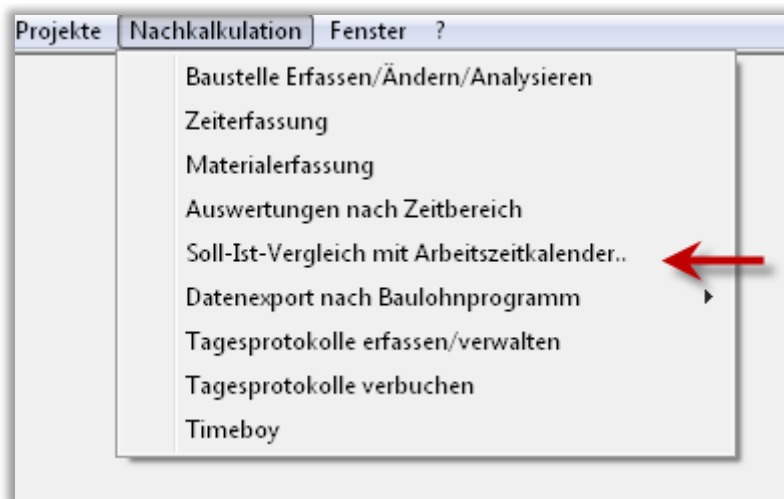 Projekte Nachkalkulation Fenster ?
Baustelle Erfassen/Ändern/Analysieren
Zeiterfassung
Materialerfassung
Auswertungen nach Zeitbereich
Soll-Ist-Vergleich mit Arbeitszeitkalender..
Datenexport nach Baulohnprogramm
Tagesprotokolle erfassen/verwalten
Tagesprotokolle verbuchen
Timeboy